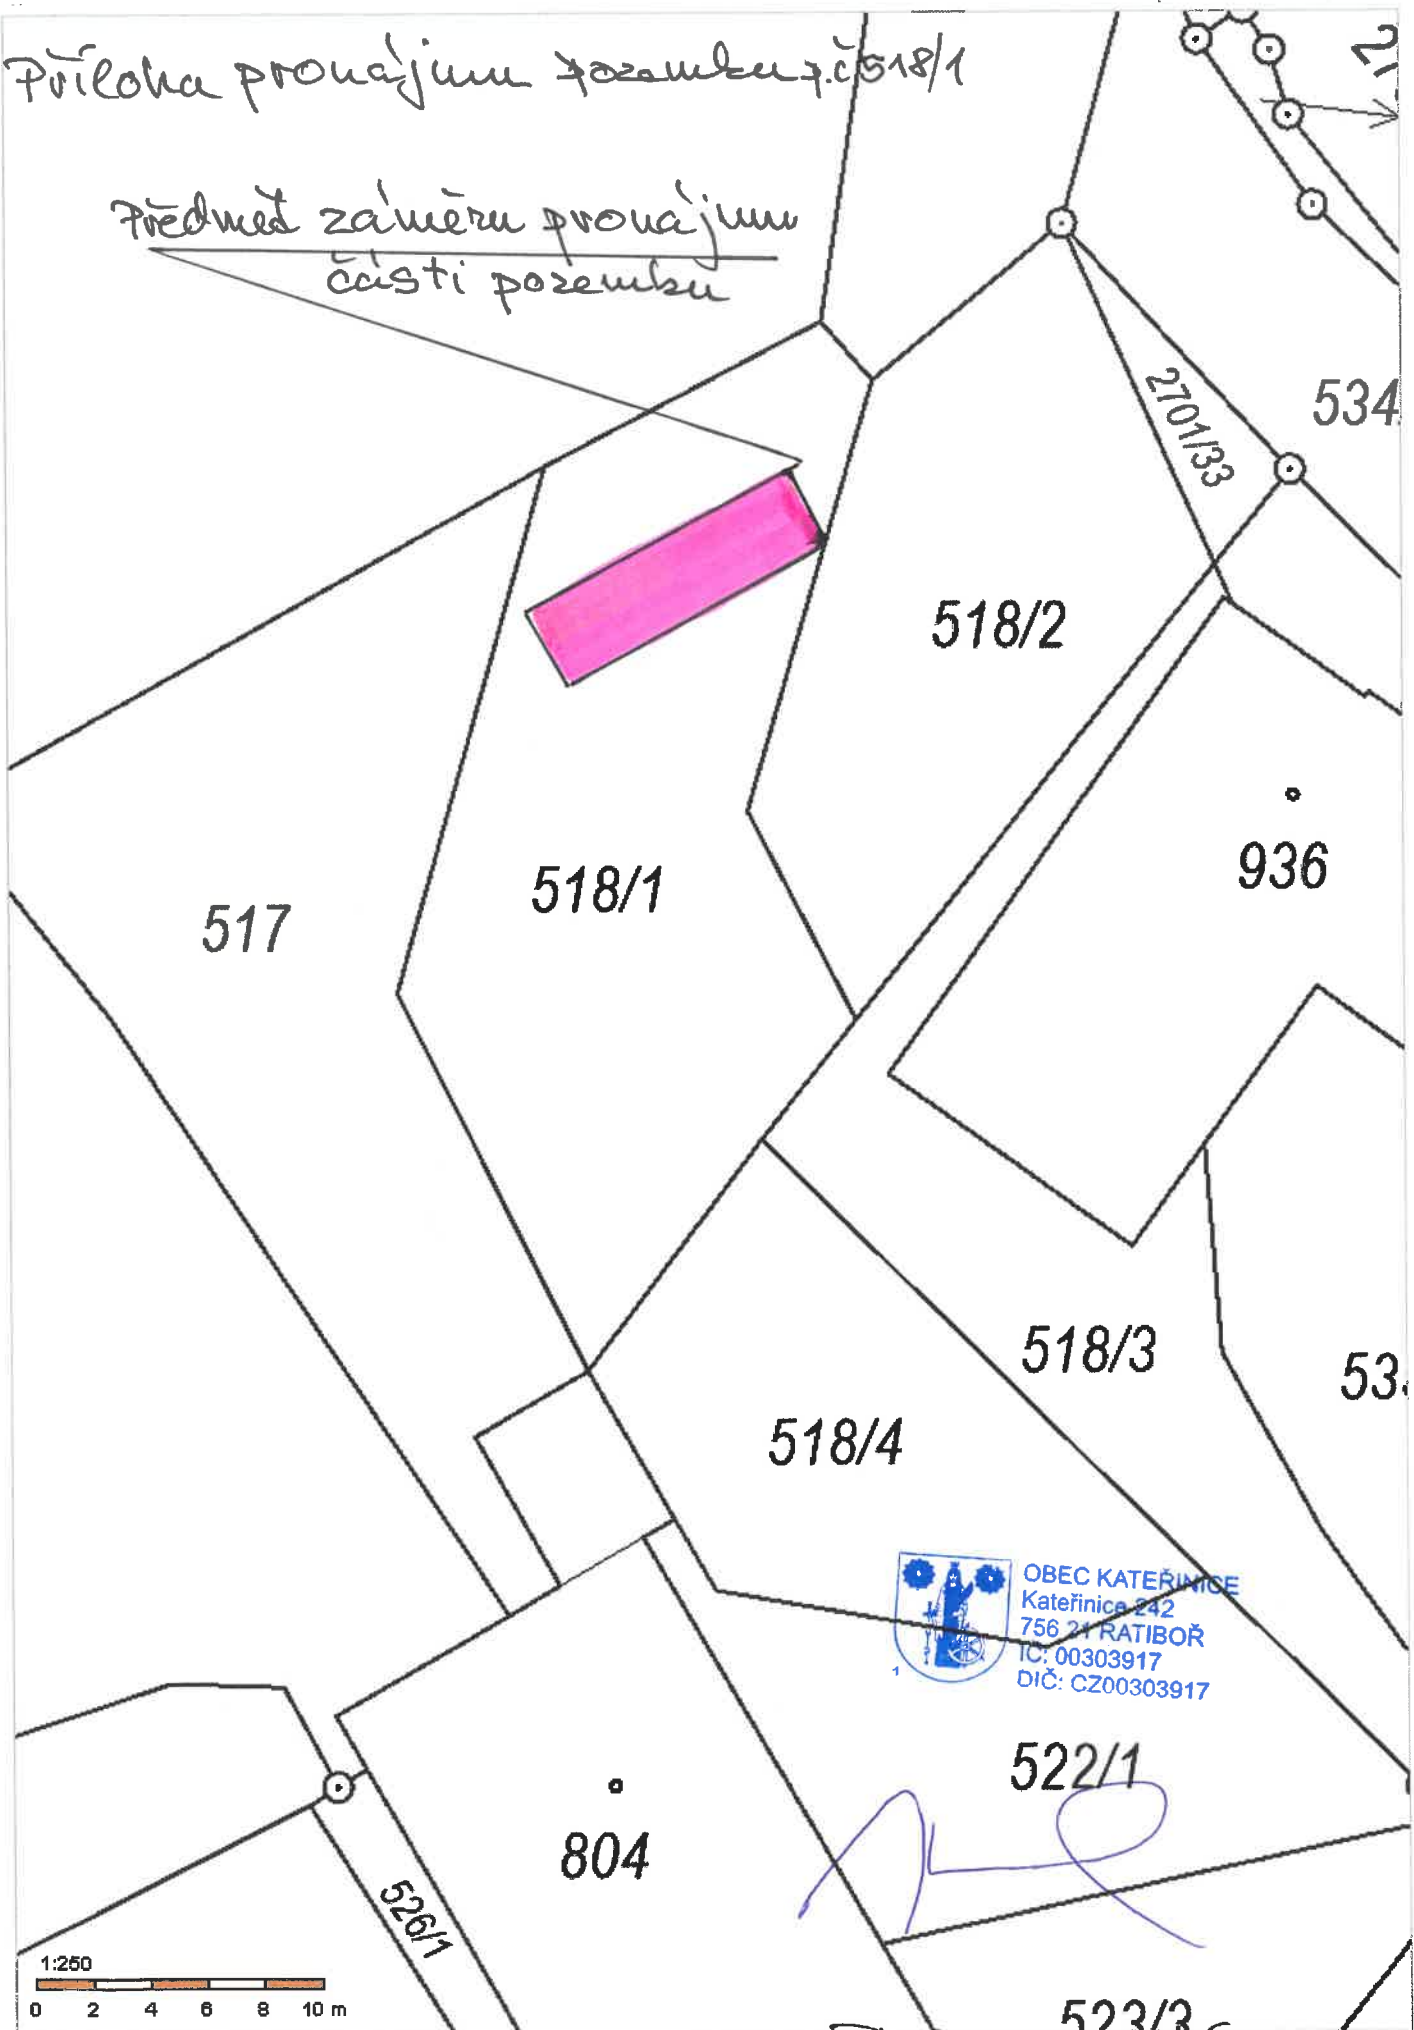 Příloha pronájmu pozemku p.č 518/1
Předmět záměru pronájmu
části pozemku
2701/33
534
518/2
936
518/1
517
518/3
53
518/4
OBEC KATEŘINICE
Kateřinice 242
756 21 RATIBOŘ
IČ: 00303917
DIČ: CZ00303917
1
522/1
804
526/1
523/3
1:250
0 2 4 6 8 10 m